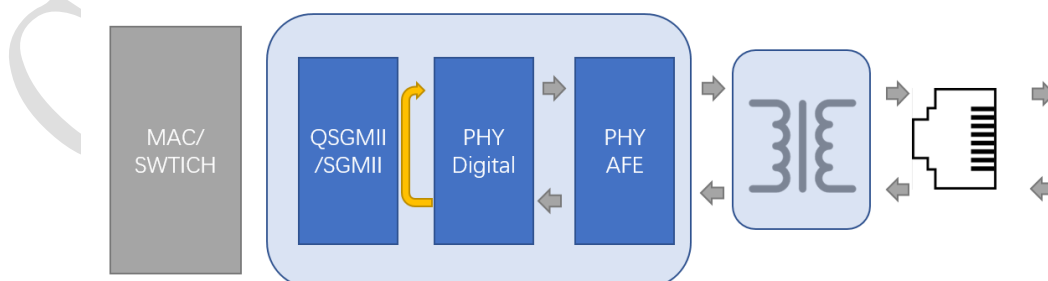 MAC/
SWTICH
QSGMII
/SGMII
PHY
Digital
PHY
AFE